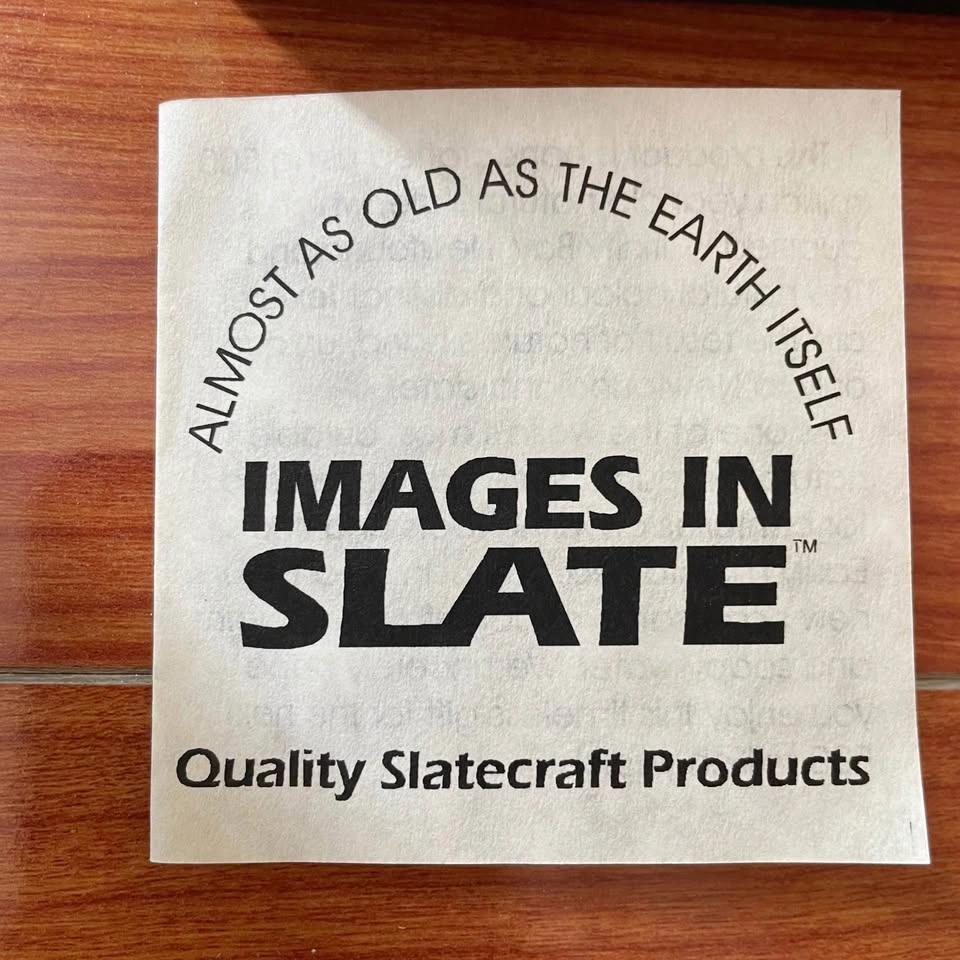 ALMOST AS OLD AS THE EARTH ITSELF
IMAGES IN
SLATE™
Quality Slatecraft Products